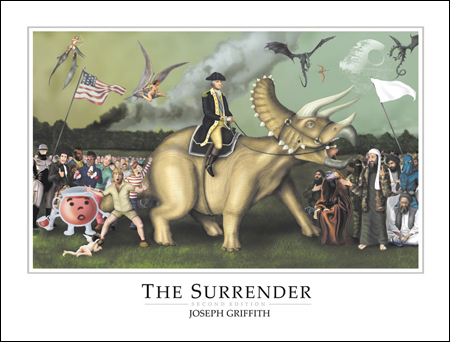 THE SURRENDER
SECOND EDITION
JOSEPH GRIFFITH